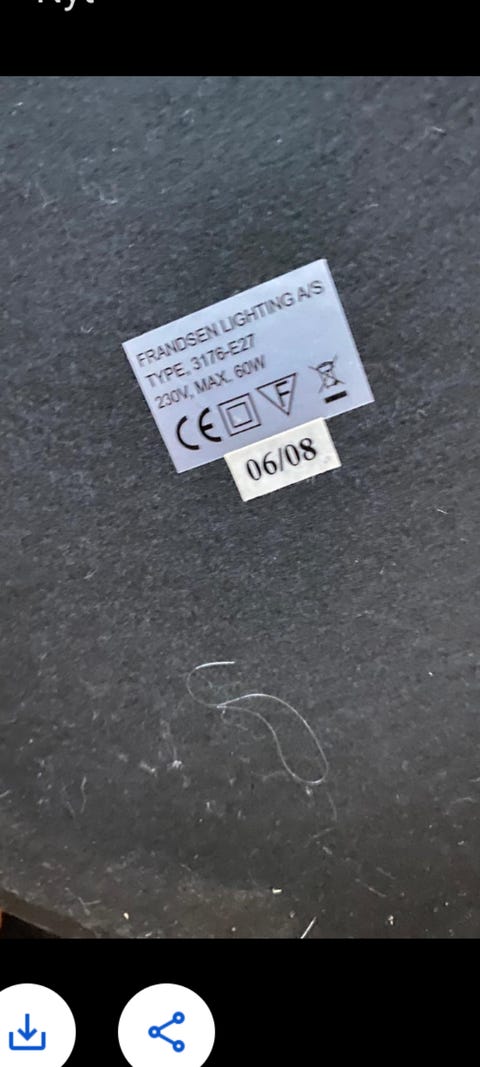 FRANDSEN LIGHTING A/S
TYPE, 3176-E27
230V, MAX. 60W
CE F
06/08